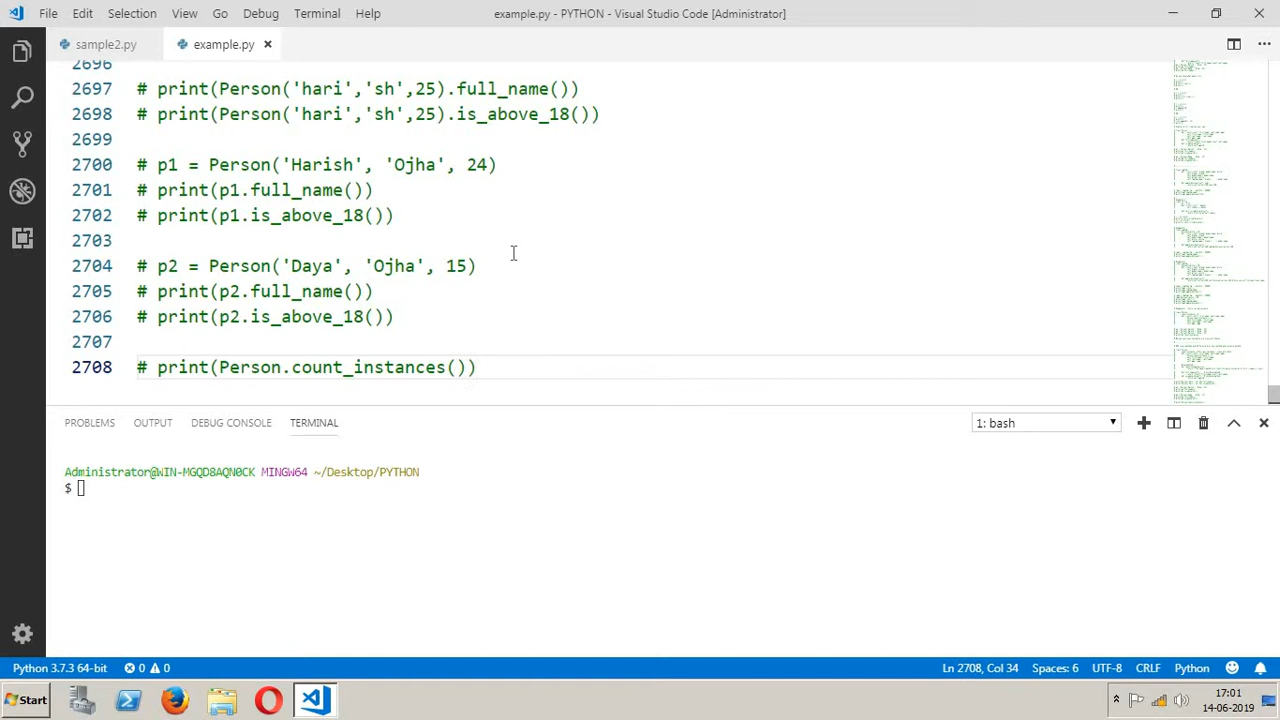 File Edit Selection View Go Debug Terminal Help example.py - PYTHON - Visual Studio Code [Administrator]
sample2.py example.py
2696
2697 # print(Person('hari','sh',25).full_name())
2698 # print(Person('hari','sh',25).is_above_18())
2699
2700 # p1 = Person('Harish', 'Ojha', 24)
2701 # print(p1.full_name())
2702 # print(p1.is_above_18())
2703
2704 # p2 = Person('Daya', 'Ojha', 15)
2705 # print(p2.full_name())
2706 # print(p2.is_above_18())
2707
2708 # print(Person.count_instances())
PROBLEMS OUTPUT DEBUG CONSOLE TERMINAL 1: bash
Administrator@WIN-MGQD8AQN0CK MINGW64 ~/Desktop/PYTHON
$
Python 3.7.3 64-bit 0 0 Ln 2708, Col 34 Spaces: 6 UTF-8 CRLF Python
Start 17:01
14-06-2019